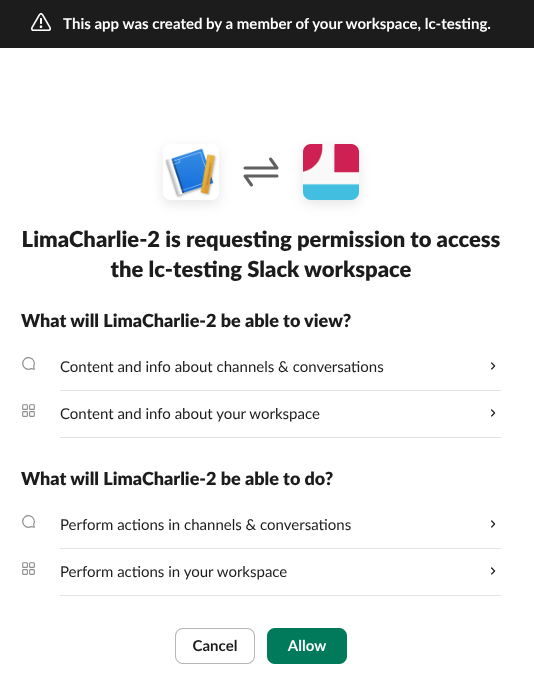 This app was created by a member of your workspace, lc-testing.
LimaCharlie-2 is requesting permission to access
the lc-testing Slack workspace
What will LimaCharlie-2 be able to view?
Content and info about channels & conversations
Content and info about your workspace
What will LimaCharlie-2 be able to do?
Perform actions in channels & conversations
Perform actions in your workspace
Cancel
Allow